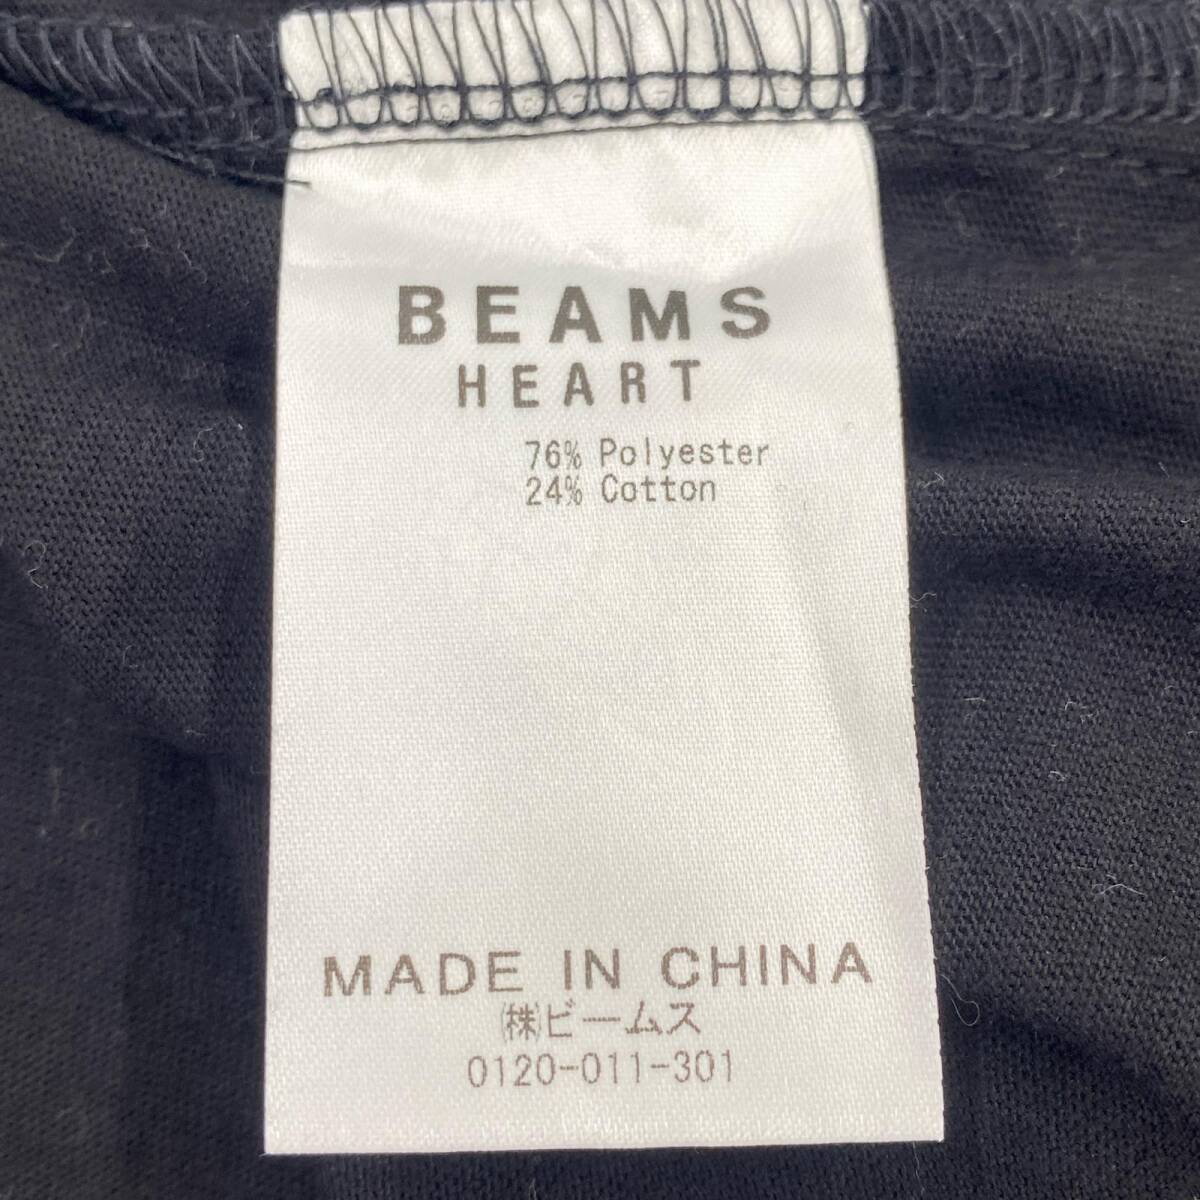 BEAMS
HEART
76% Polyester
24% Cotton
MADE IN CHINA
㈱ビームス
0120-011-301